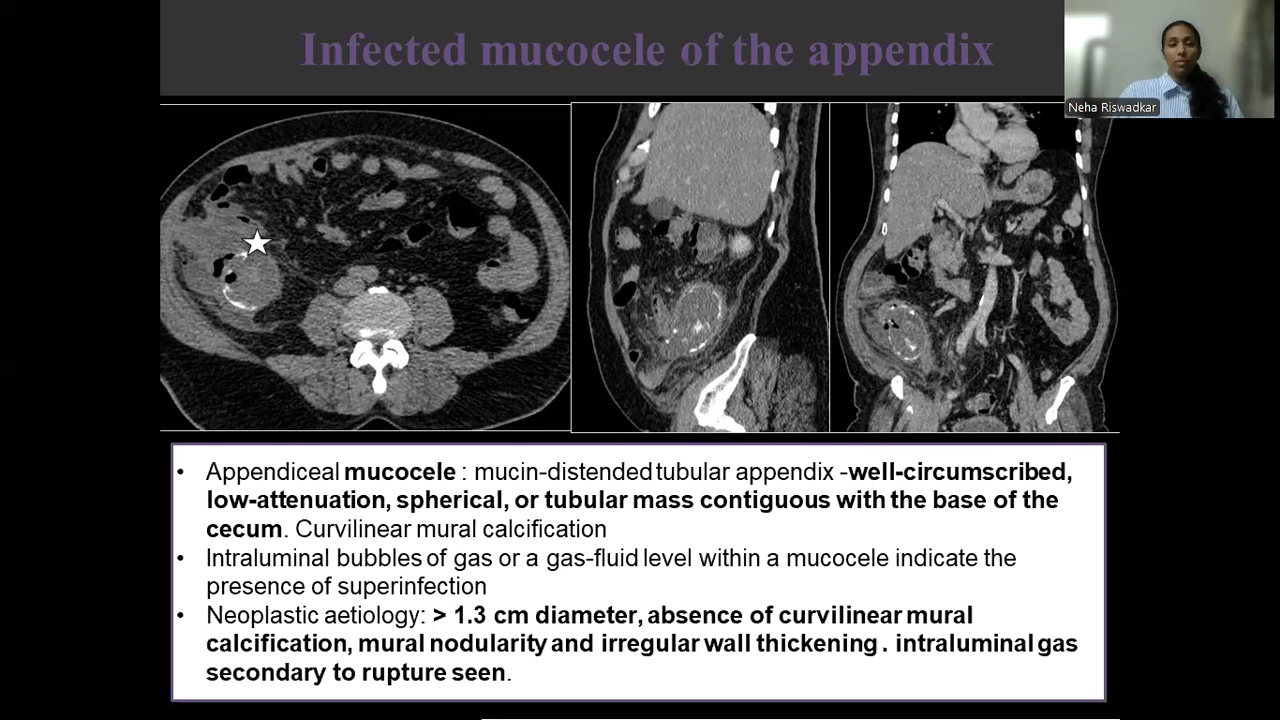 Infected mucocele of the appendix
Neha Riswadkar
• Appendiceal mucocele : mucin-distended tubular appendix -well-circumscribed,
low-attenuation, spherical, or tubular mass contiguous with the base of the
cecum. Curvilinear mural calcification
• Intraluminal bubbles of gas or a gas-fluid level within a mucocele indicate the
presence of superinfection
• Neoplastic aetiology: > 1.3 cm diameter, absence of curvilinear mural
calcification, mural nodularity and irregular wall thickening . intraluminal gas
secondary to rupture seen.